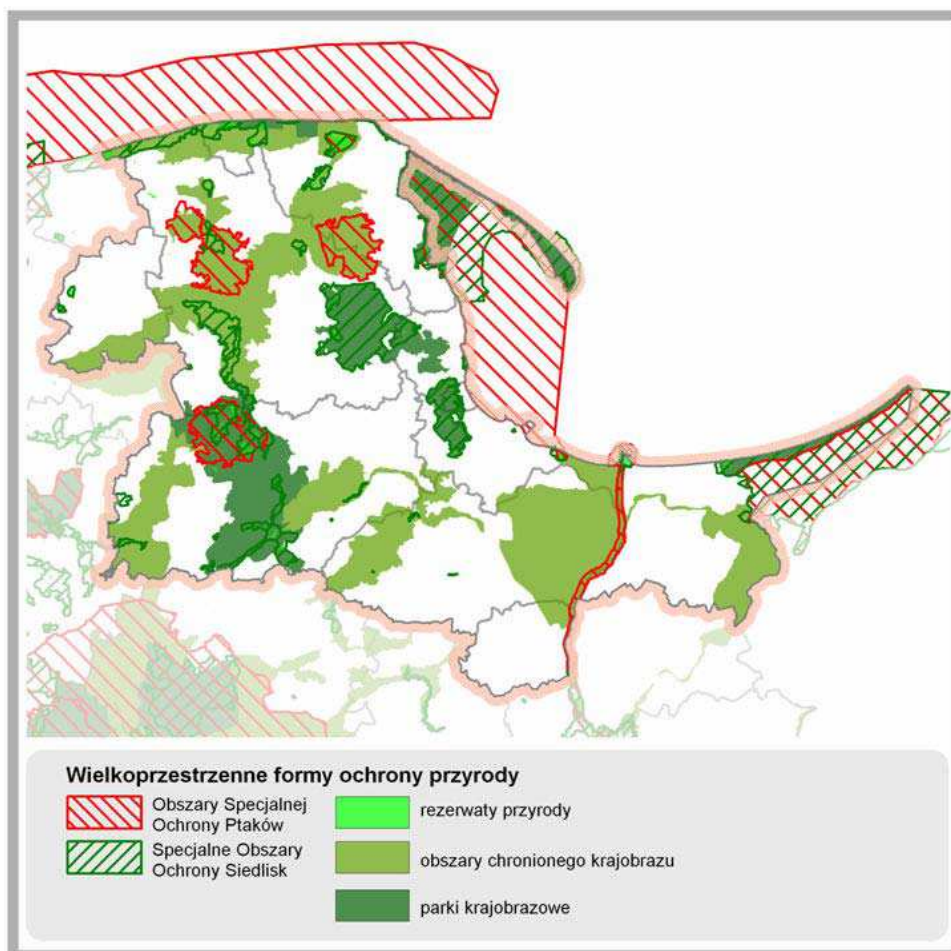 Wielkoprzestrzenne formy ochrony przyrody
Obszary Specjalnej
Ochrony Ptaków
Specjalne Obszary
Ochrony Siedlisk
rezerwaty przyrody
obszary chronionego krajobrazu
parki krajobrazowe